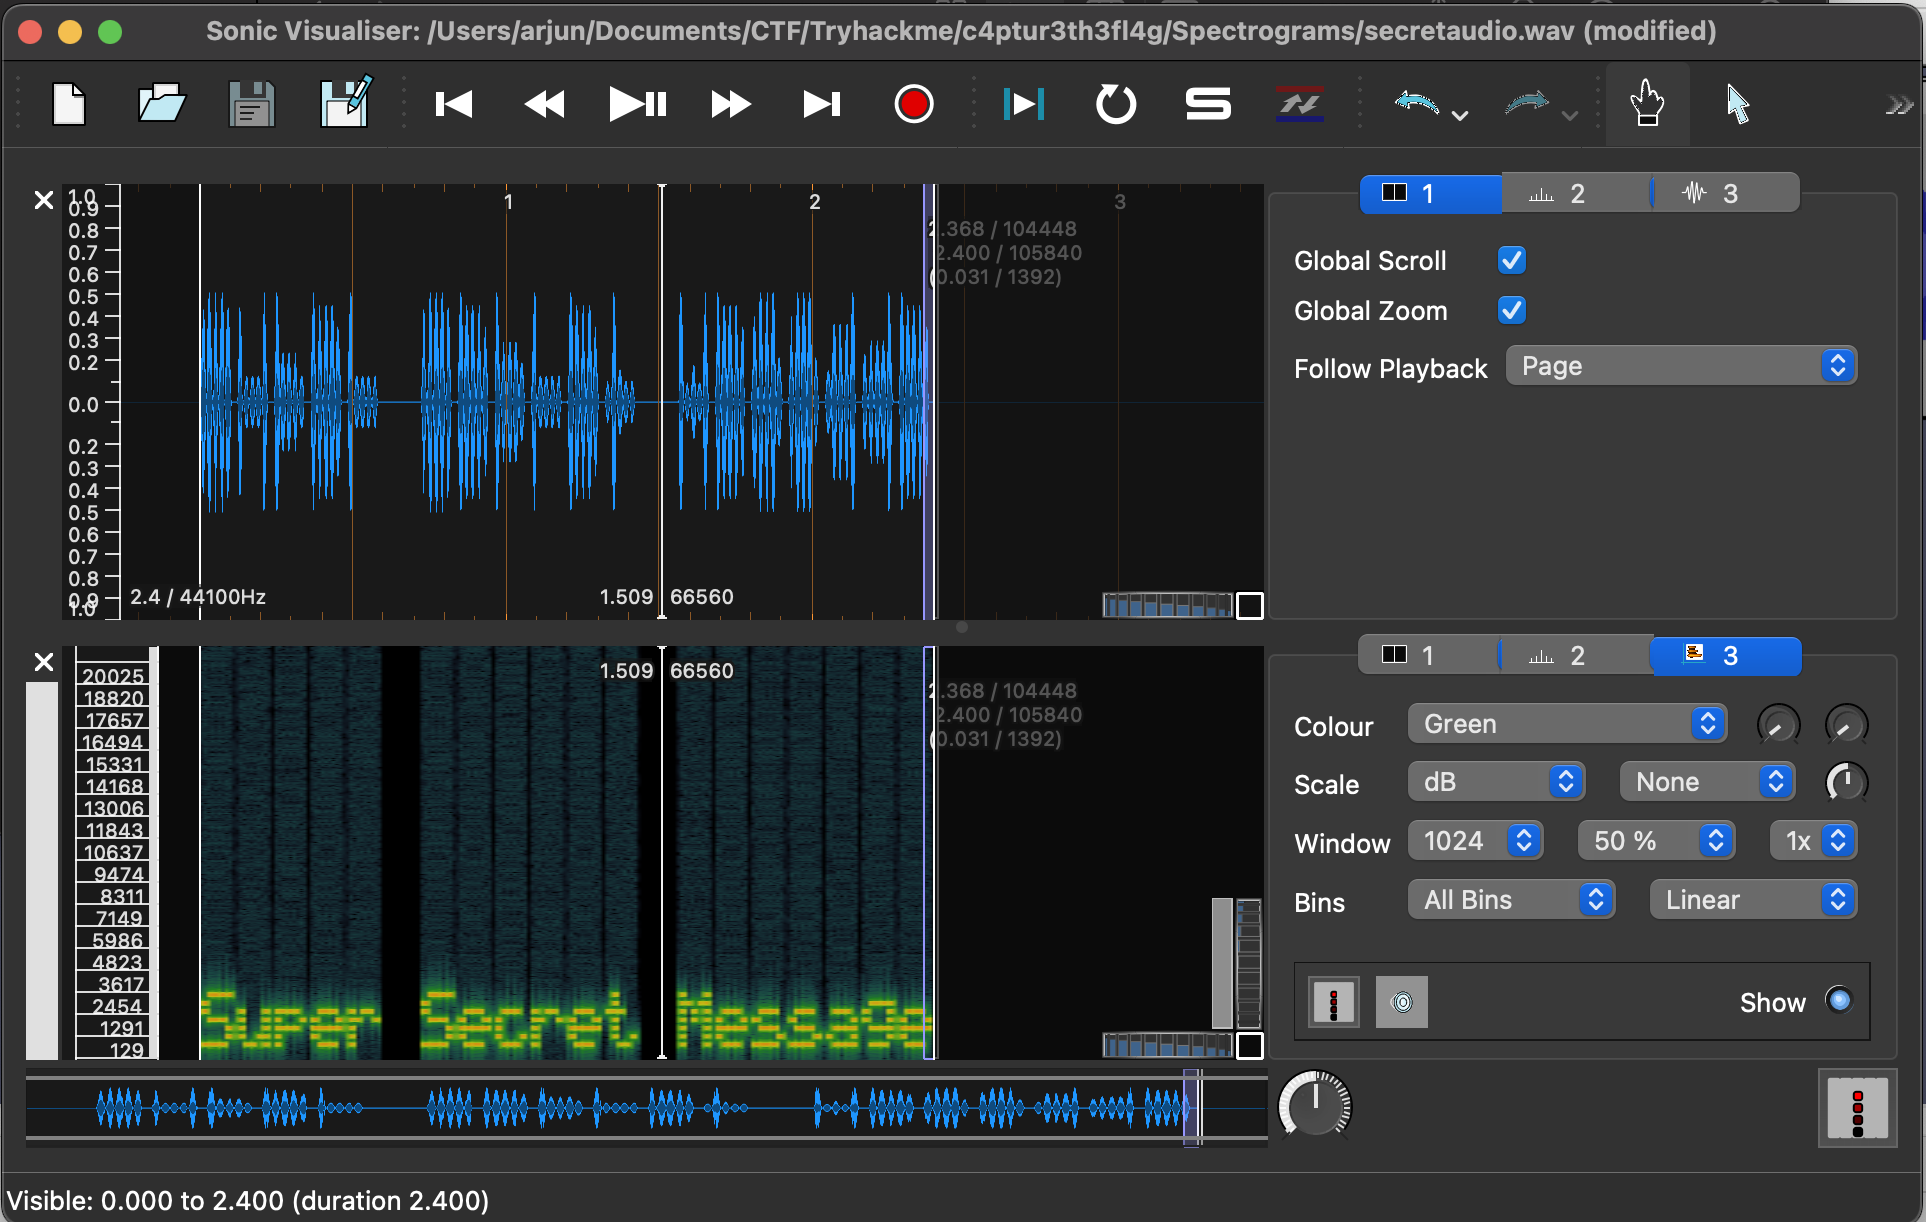 Sonic Visualiser: /Users/arjun/Documents/CTF/Tryhackme/c4ptur3th3fl4g/Spectrograms/secretaudio.wav (modified)
1.0
0.9
0.8
0.7
0.6
0.5
0.4
0.3
0.2
0.0
0.2
0.3
0.4
0.5
0.6
0.7
0.8
0.9
1.0
1 2 3
2.368 / 104448
2.400 / 105840
(0.031 / 1392)
2.4 / 44100Hz
1.509 66560
1 2 3
Global Scroll
Global Zoom
Follow Playback Page
20025
18820
17657
16494
15331
14168
13006
11843
10637
9474
8311
7149
5986
4823
3617
2454
1291
129
1.509 66560
2.368 / 104448
2.400 / 105840
(0.031 / 1392)
Super Secret Message
1 2 3
Colour Green
Scale dB None
Window 1024 50 % 1x
Bins All Bins Linear
Show
Visible: 0.000 to 2.400 (duration 2.400)